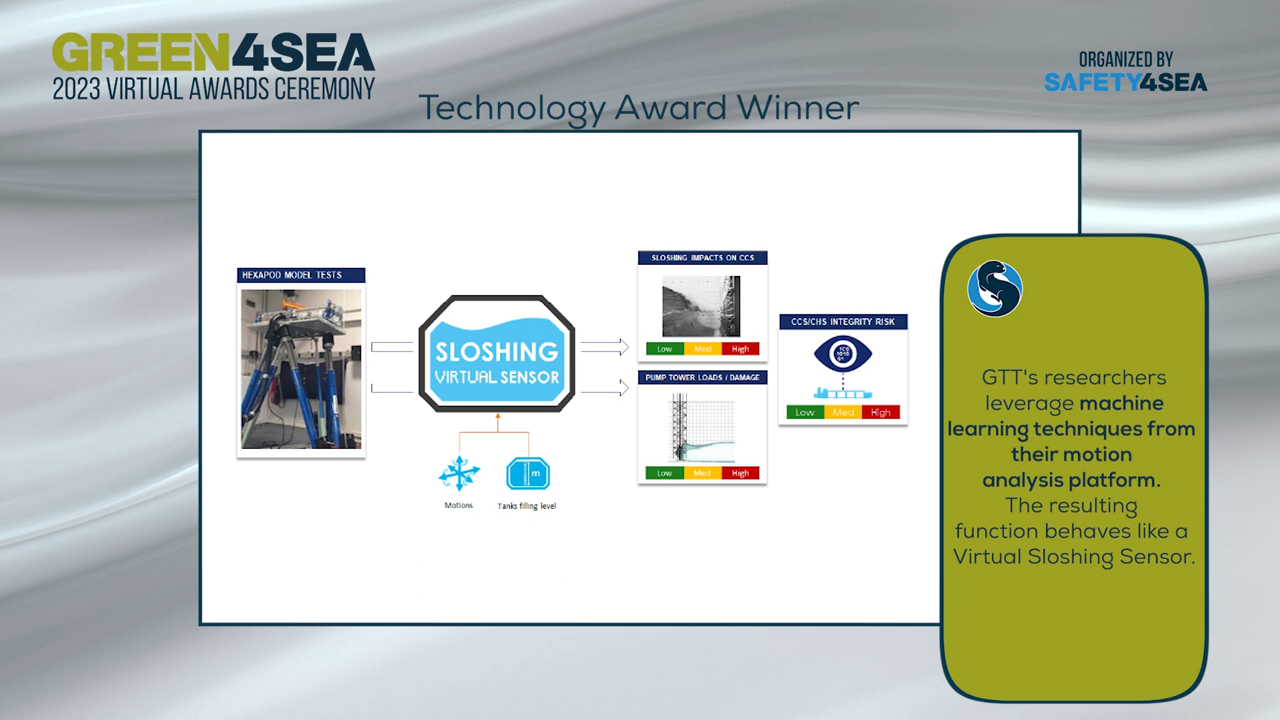 GREEN4SEA
2023 VIRTUAL AWARDS CEREMONY
ORGANIZED BY
SAFETY4SEA
Technology Award Winner
HEXAPOD MODEL TESTS
SLOSHING
VIRTUAL SENSOR
m
Motions
Tanks filling level
SLOSHING IMPACTS ON CCS
Low Med High
PUMP TOWER LOADS / DAMAGE
Low Med High
CCS/CHS INTEGRITY RISK
Low Med High
GTT's researchers
leverage machine
learning techniques from
their motion
analysis platform.
The resulting
function behaves like a
Virtual Sloshing Sensor.